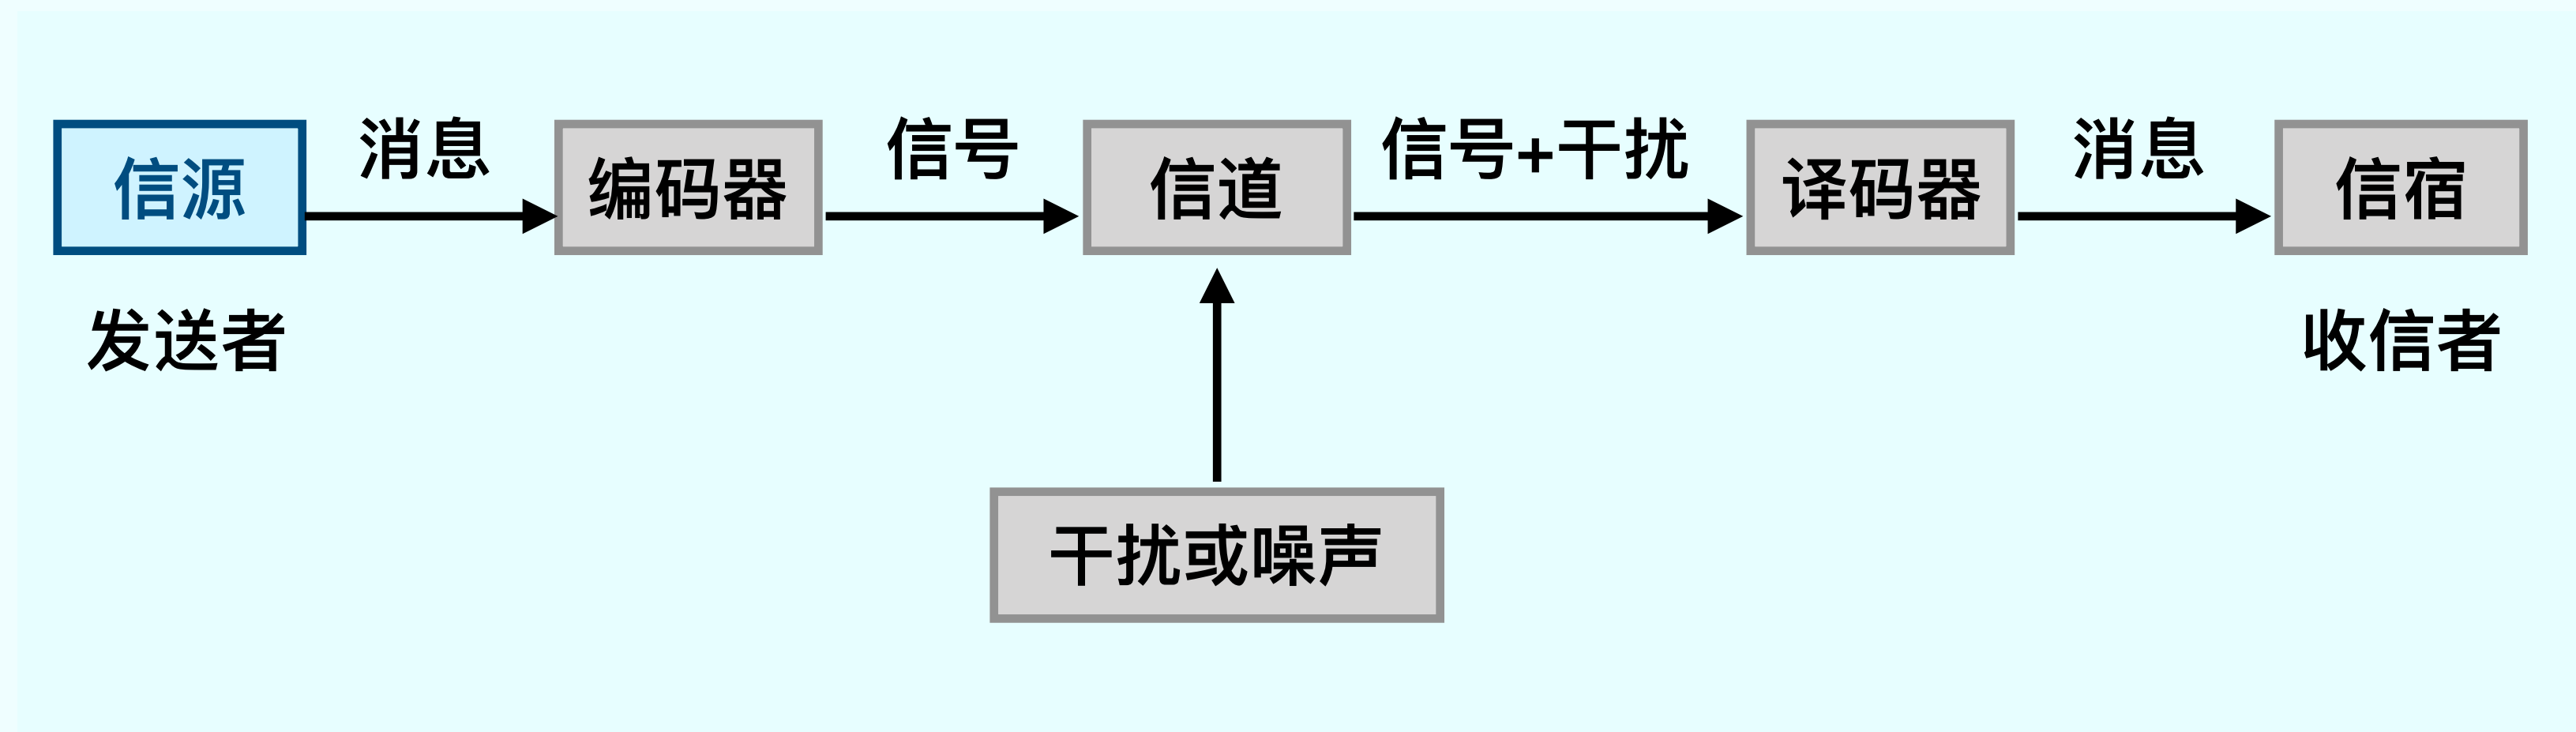 信源
消息
编码器
信号
信道
信号+干扰
译码器
消息
信宿
发送者
收信者
干扰或噪声